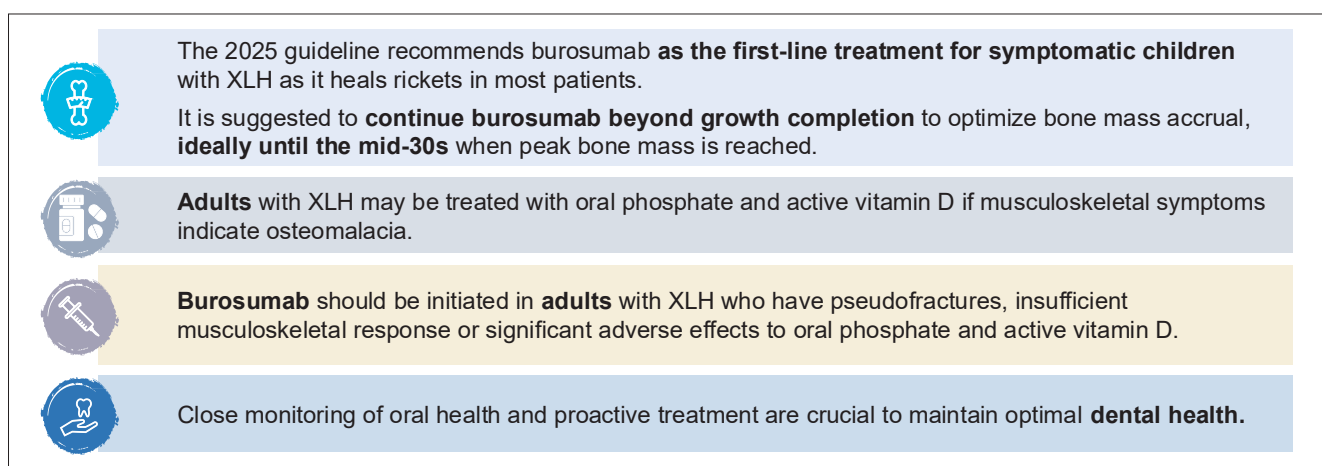 The 2025 guideline recommends burosumab as the first-line treatment for symptomatic children
with XLH as it heals rickets in most patients.
It is suggested to continue burosumab beyond growth completion to optimize bone mass accrual,
ideally until the mid-30s when peak bone mass is reached.
Adults with XLH may be treated with oral phosphate and active vitamin D if musculoskeletal symptoms
indicate osteomalacia.
Burosumab should be initiated in adults with XLH who have pseudofractures, insufficient
musculoskeletal response or significant adverse effects to oral phosphate and active vitamin D.
Close monitoring of oral health and proactive treatment are crucial to maintain optimal dental health.